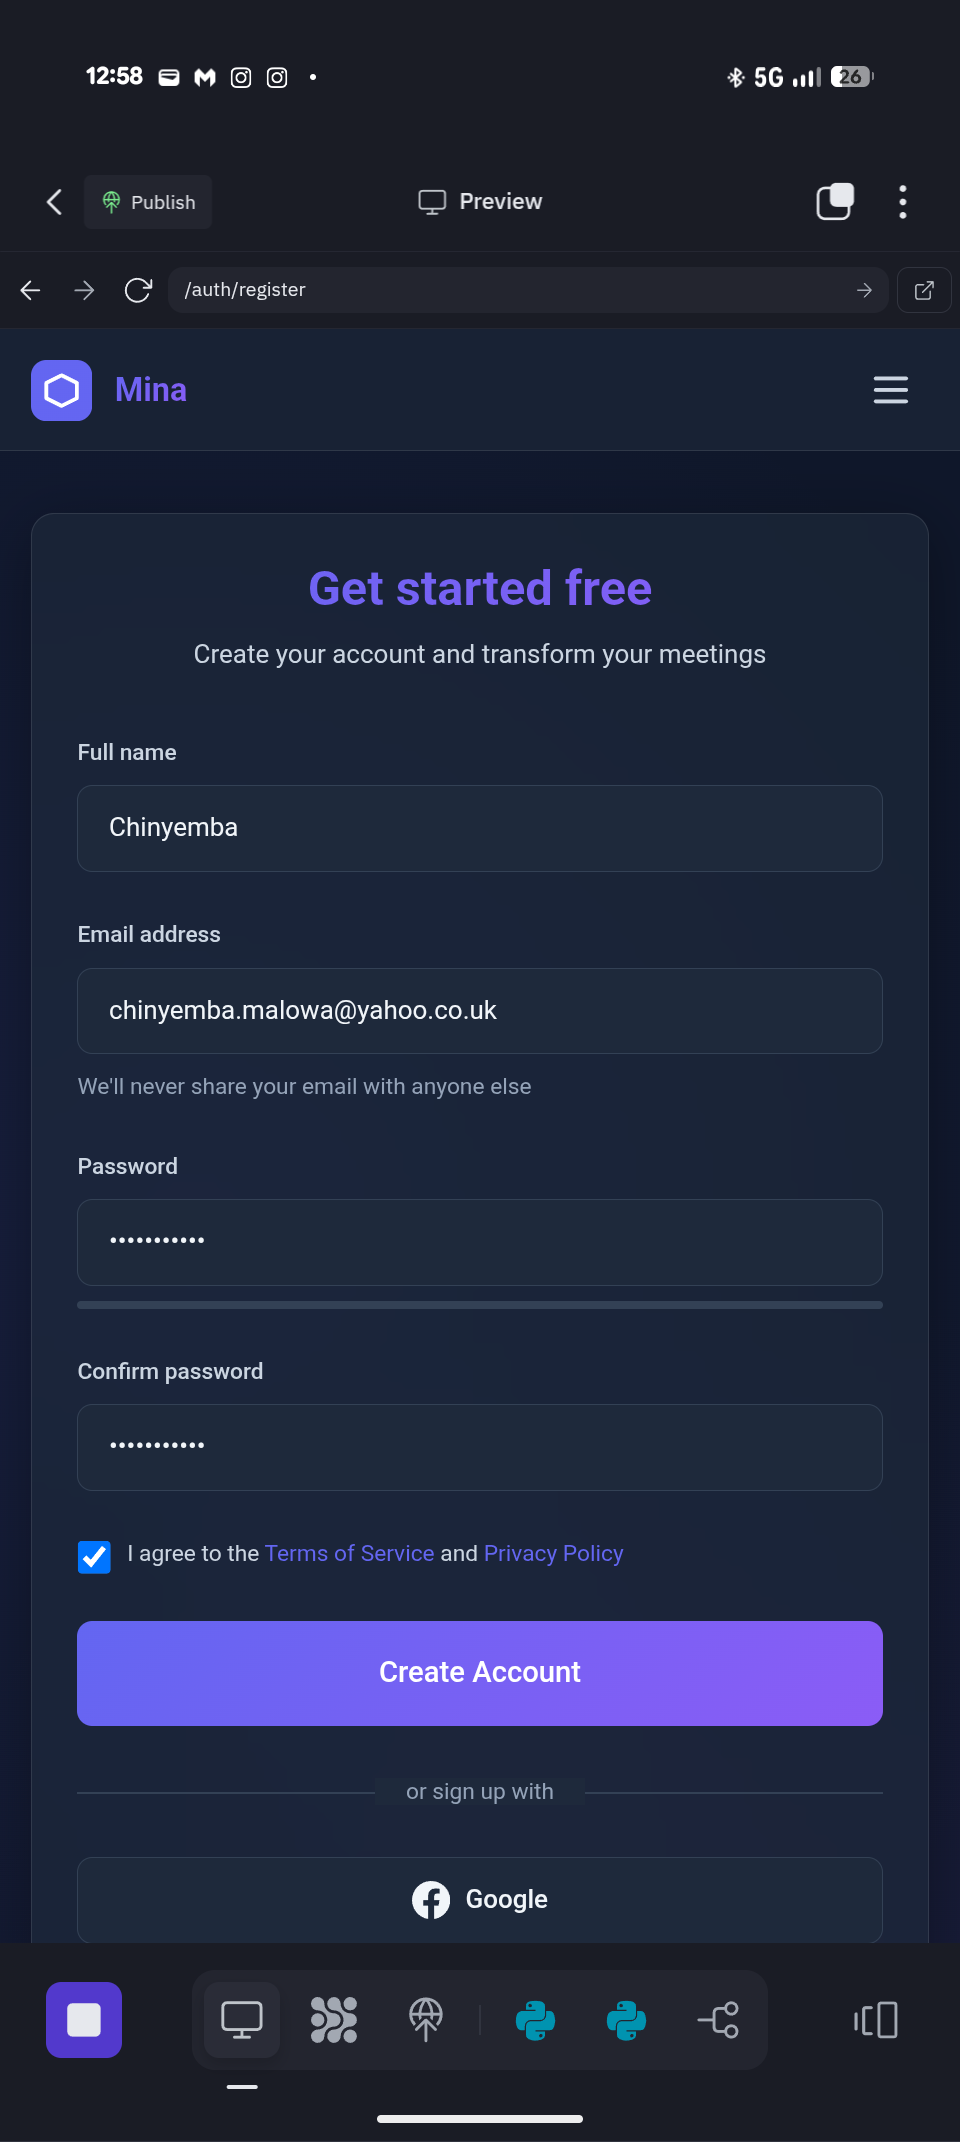 12:58
5G
26
Publish
Preview
/auth/register
Mina
Get started free
Create your account and transform your meetings
Full name
Chinyemba
Email address
chinyemba.malowa@yahoo.co.uk
We'll never share your email with anyone else
Password
•••••••••••
Confirm password
•••••••••••
I agree to the Terms of Service and Privacy Policy
Create Account
or sign up with
Google